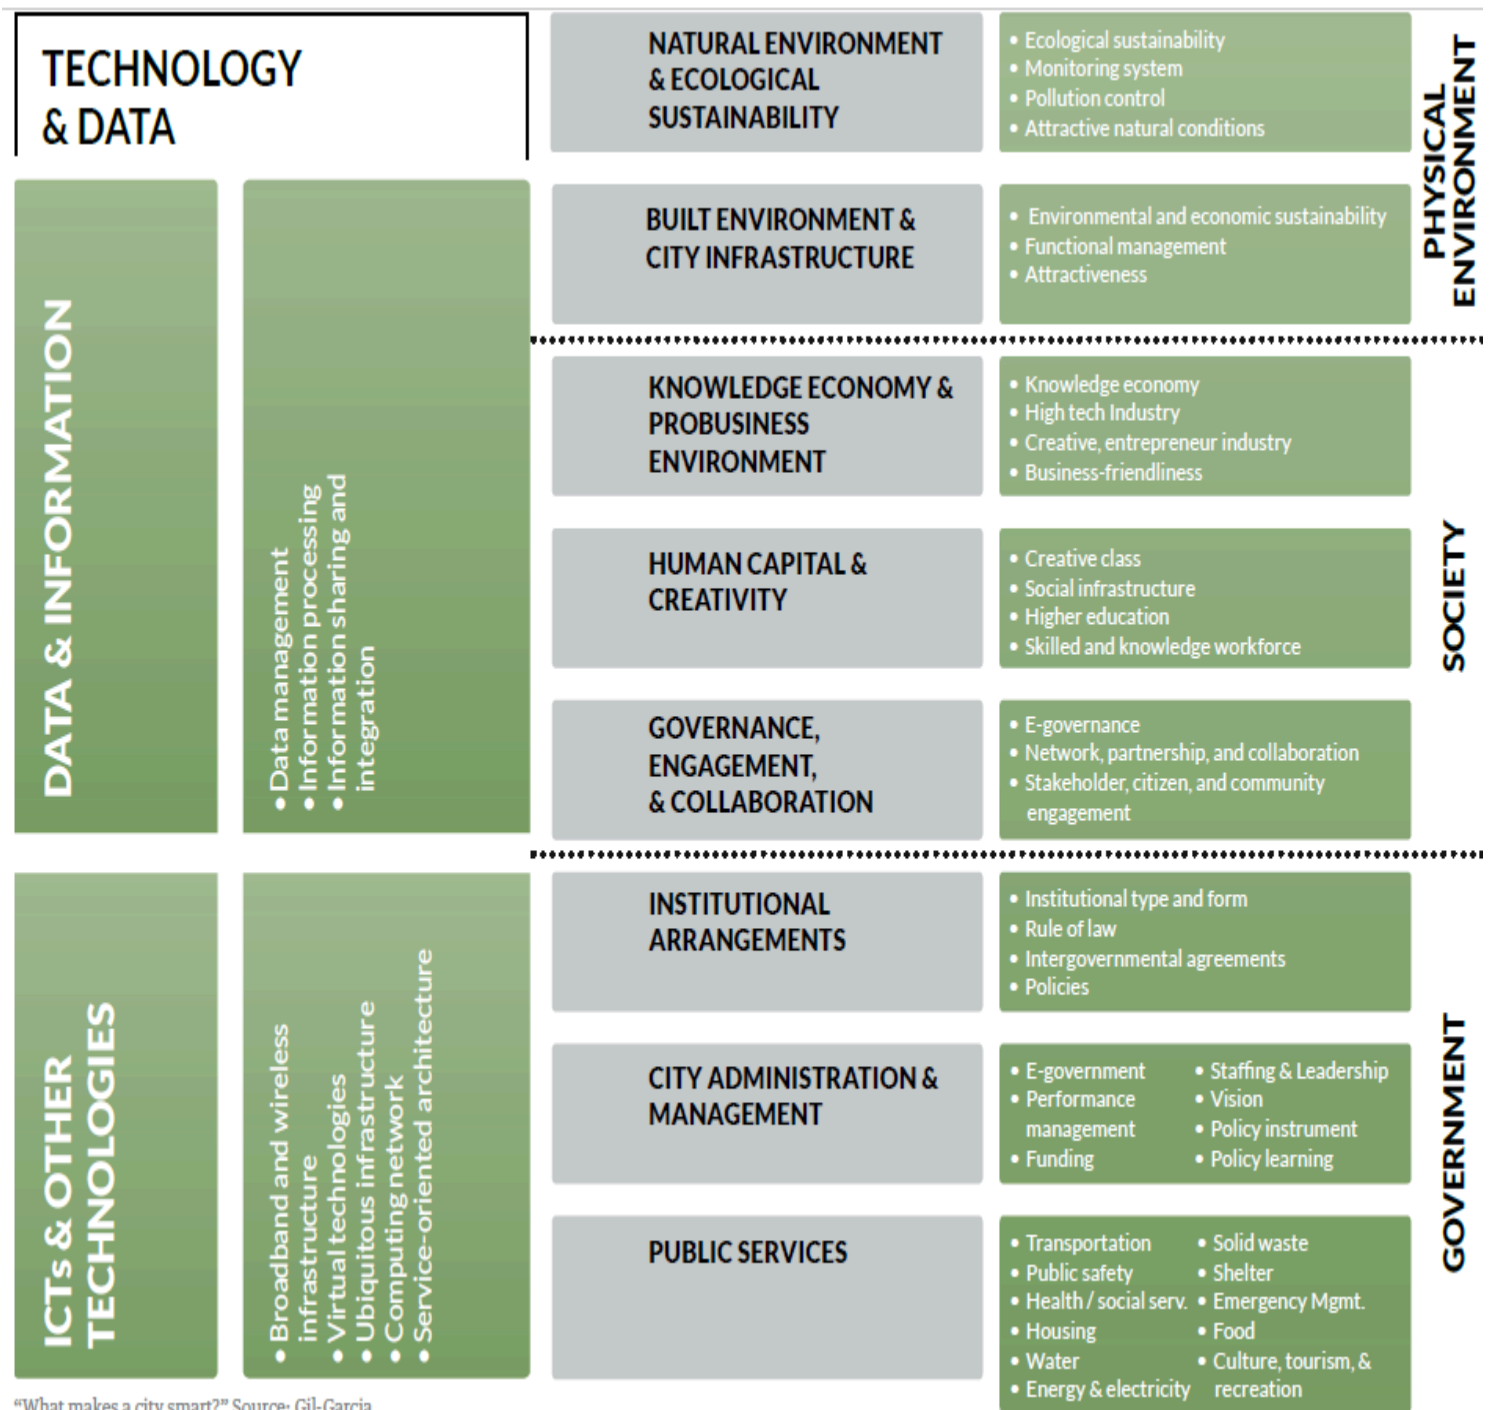 TECHNOLOGY
& DATA
DATA & INFORMATION
• Data management
• Information processing
• Information sharing and
integration
ICTs & OTHER
TECHNOLOGIES
• Broadband and wireless
infrastructure
• Virtual technologies
• Ubiquitous infrastructure
• Computing network
• Service-oriented architecture
NATURAL ENVIRONMENT
& ECOLOGICAL
SUSTAINABILITY
• Ecological sustainability
• Monitoring system
• Pollution control
• Attractive natural conditions
BUILT ENVIRONMENT &
CITY INFRASTRUCTURE
• Environmental and economic sustainability
• Functional management
• Attractiveness
PHYSICAL
ENVIRONMENT
KNOWLEDGE ECONOMY &
PROBUSINESS
ENVIRONMENT
• Knowledge economy
• High tech Industry
• Creative, entrepreneur industry
• Business-friendliness
HUMAN CAPITAL &
CREATIVITY
• Creative class
• Social infrastructure
• Higher education
• Skilled and knowledge workforce
GOVERNANCE,
ENGAGEMENT,
& COLLABORATION
• E-governance
• Network, partnership, and collaboration
• Stakeholder, citizen, and community
engagement
SOCIETY
INSTITUTIONAL
ARRANGEMENTS
• Institutional type and form
• Rule of law
• Intergovernmental agreements
• Policies
CITY ADMINISTRATION &
MANAGEMENT
• E-government
• Performance
management
• Funding
• Staffing & Leadership
• Vision
• Policy instrument
• Policy learning
PUBLIC SERVICES
• Transportation
• Public safety
• Health / social serv.
• Housing
• Water
• Energy & electricity
• Solid waste
• Shelter
• Emergency Mgmt.
• Food
• Culture, tourism, &
recreation
GOVERNMENT
"What makes a city smart?" Source: Gil-Garcia